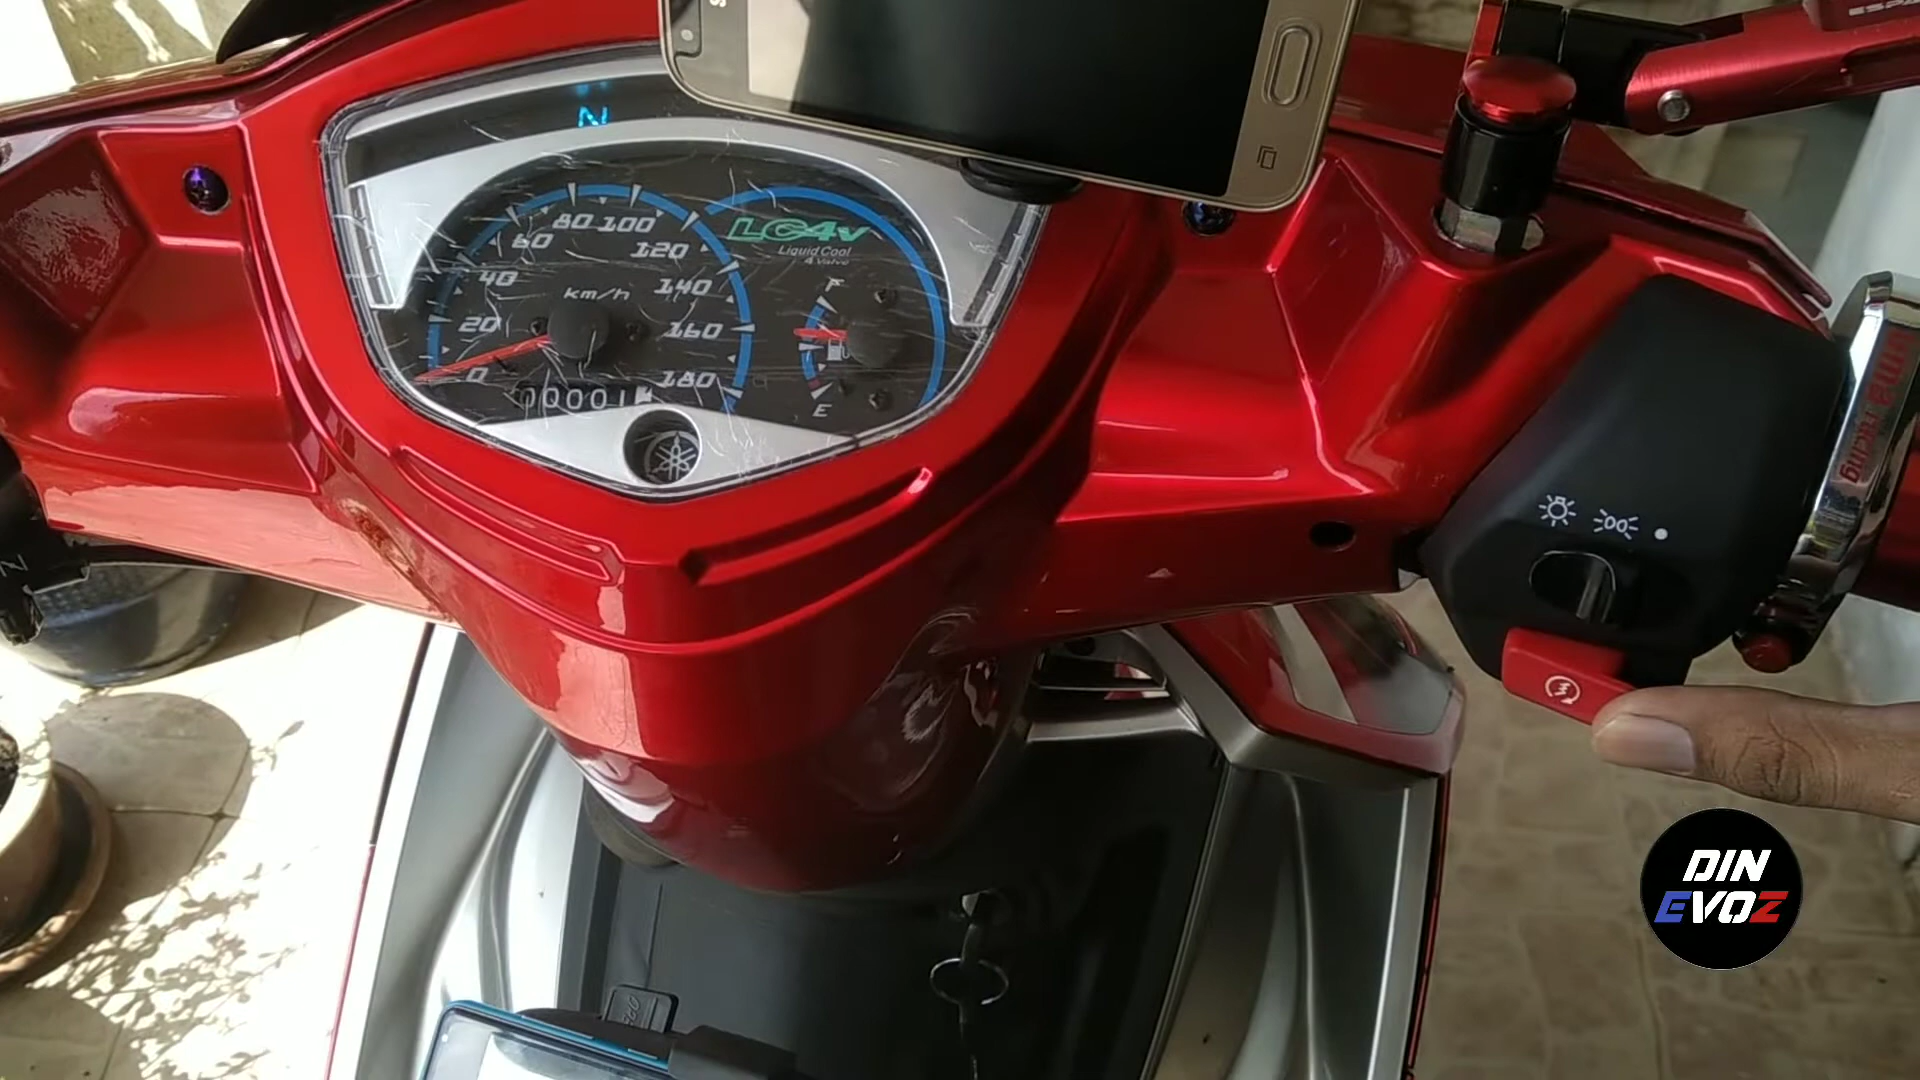 N
80 100
60
120
40
140
km/h
20
160
0
180
00001
LC4v
Liquid Cool
4 Valve
F
E
N
racing
DIN
EVOZ